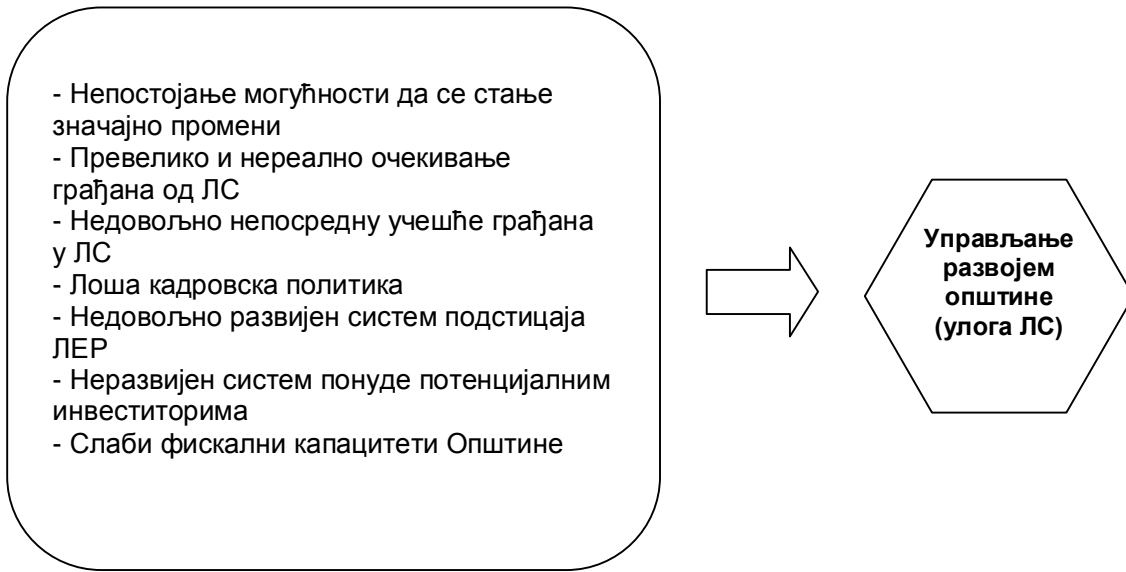 - Непостојање могућности да се стање
значајно промени
- Превелико и нереално очекивање
грађана од ЛС
- Недовољно непосредну учешће грађана
у ЛС
- Лоша кадровска политика
- Недовољно развијен систем подстицаја
ЛЕР
- Неразвијен систем понуде потенцијалним
инвеститорима
- Слаби фискални капацитети Општине
Управљање
развојем
општине
(улога ЛС)